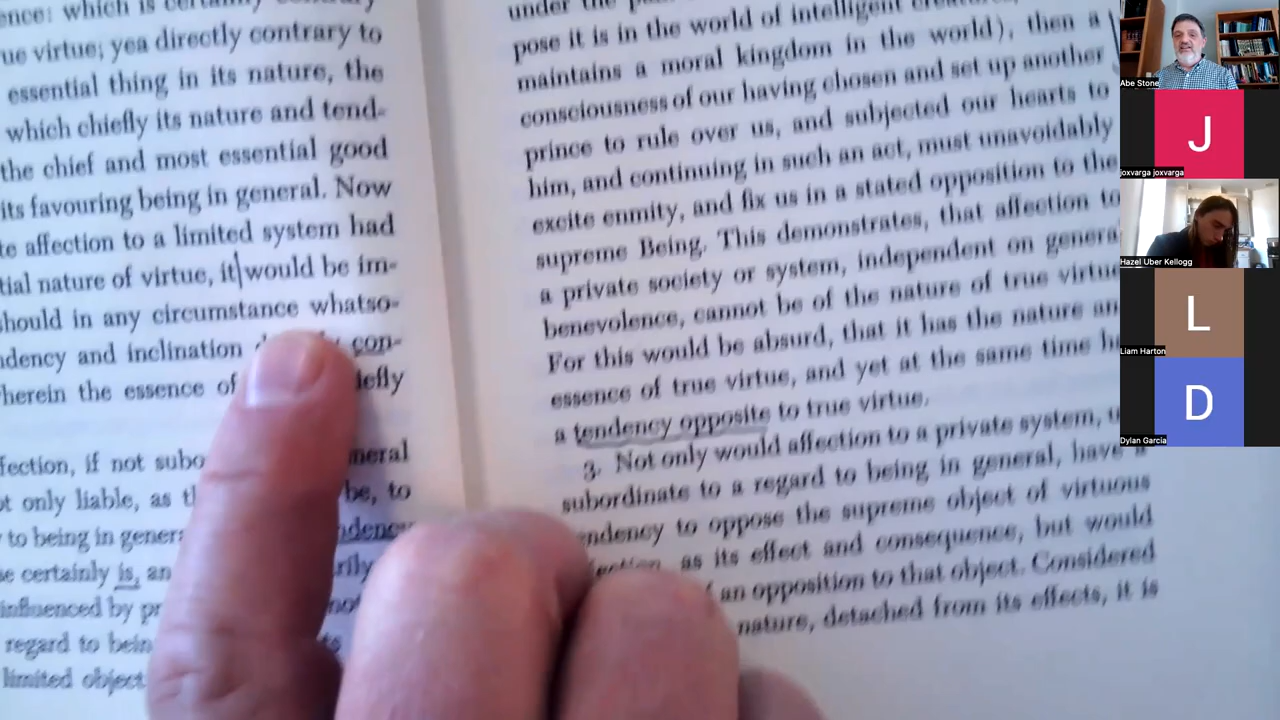 ence: which is certainly contrary
ue virtue; yea directly contrary to
essential thing in its nature, the
which chiefly its nature and tend-
the chief and most essential good
its favouring being in general. Now
te affection to a limited system had
tial nature of virtue, it would be im-
should in any circumstance whatso-
ndency and inclination con-
herein the essence of iefly
fection, if not subo neral
t only liable, as t be, to
to being in genera ndency
e certainly is, an rily
influenced by pr not
regard to bein
limited object
under the
pose it is in the world of intelligent
maintains a moral kingdom in the world), then a
consciousness of our having chosen and set up another
prince to rule over us, and subjected our hearts to
him, and continuing in such an act, must unavoidably
excite enmity, and fix us in a stated opposition to the
supreme Being. This demonstrates, that affection to
a private society or system, independent on genera
benevolence, cannot be of the nature of true virtue
For this would be absurd, that it has the nature an
essence of true virtue, and yet at the same time ha
a tendency opposite to true virtue.
3. Not only would affection to a private system, u
subordinate to a regard to being in general, have a
endency to oppose the supreme object of virtuous
as its effect and consequence, but would
an opposition to that object. Considered
nature, detached from its effects, it is
Abe Stone
J
joxvarga joxvarga
Hazel Uber Kellogg
L
Liam Harton
D
Dylan Garcia